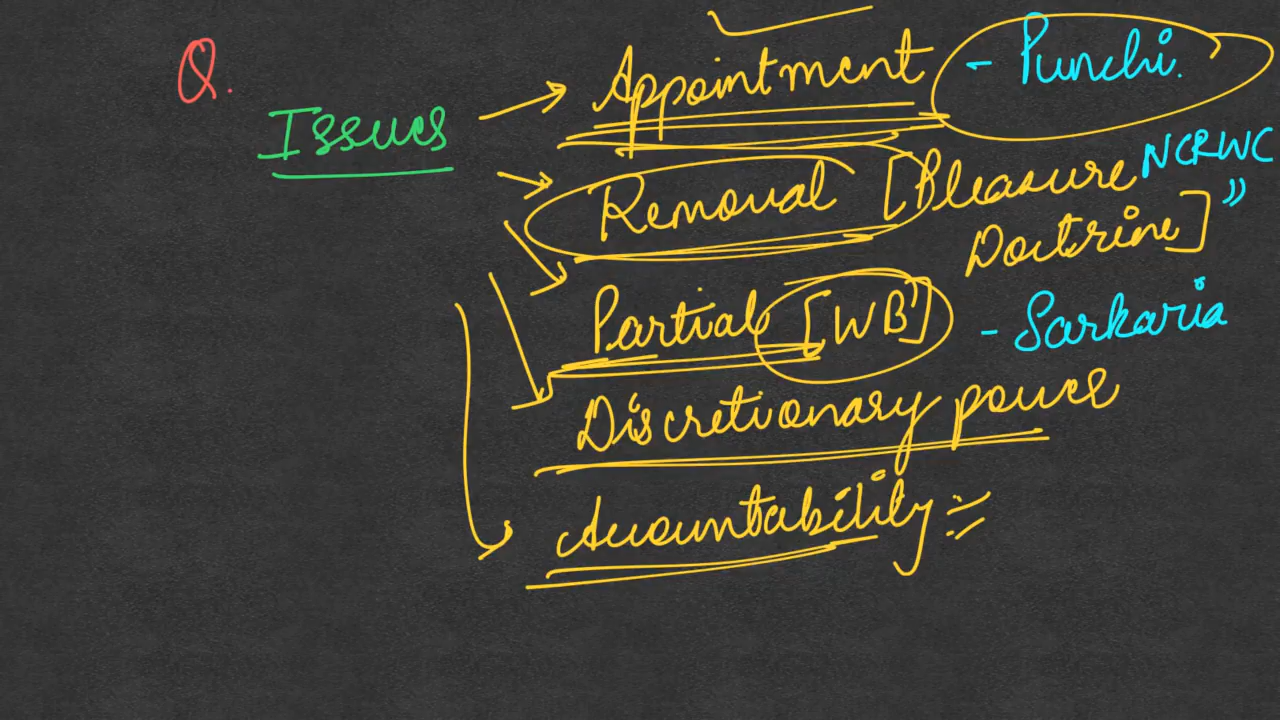 Q.
Issues
Appointment - Punchi.
Removal [Pleasure Doctrine] NCRWC "
Partial [WB] - Sarkaria
Discretionary power
Accountability